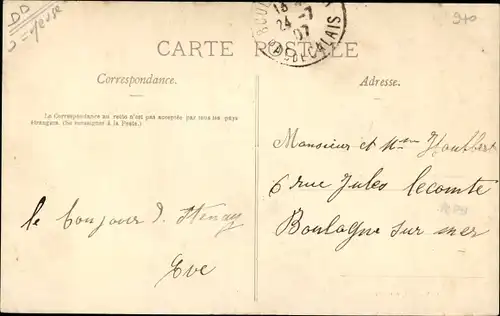 CARTE POSTALE
24 -7
07
PAS DE CALAIS
Correspondance.
Adresse.
La Correspondance au recto n'est pas acceptée par tous les pays
étrangers. (Se renseigner à la Poste.)
Monsieur et Mme
6 rue Jules Lecomte
Boulogne sur mer
le bonjour d. Stenay
Eve